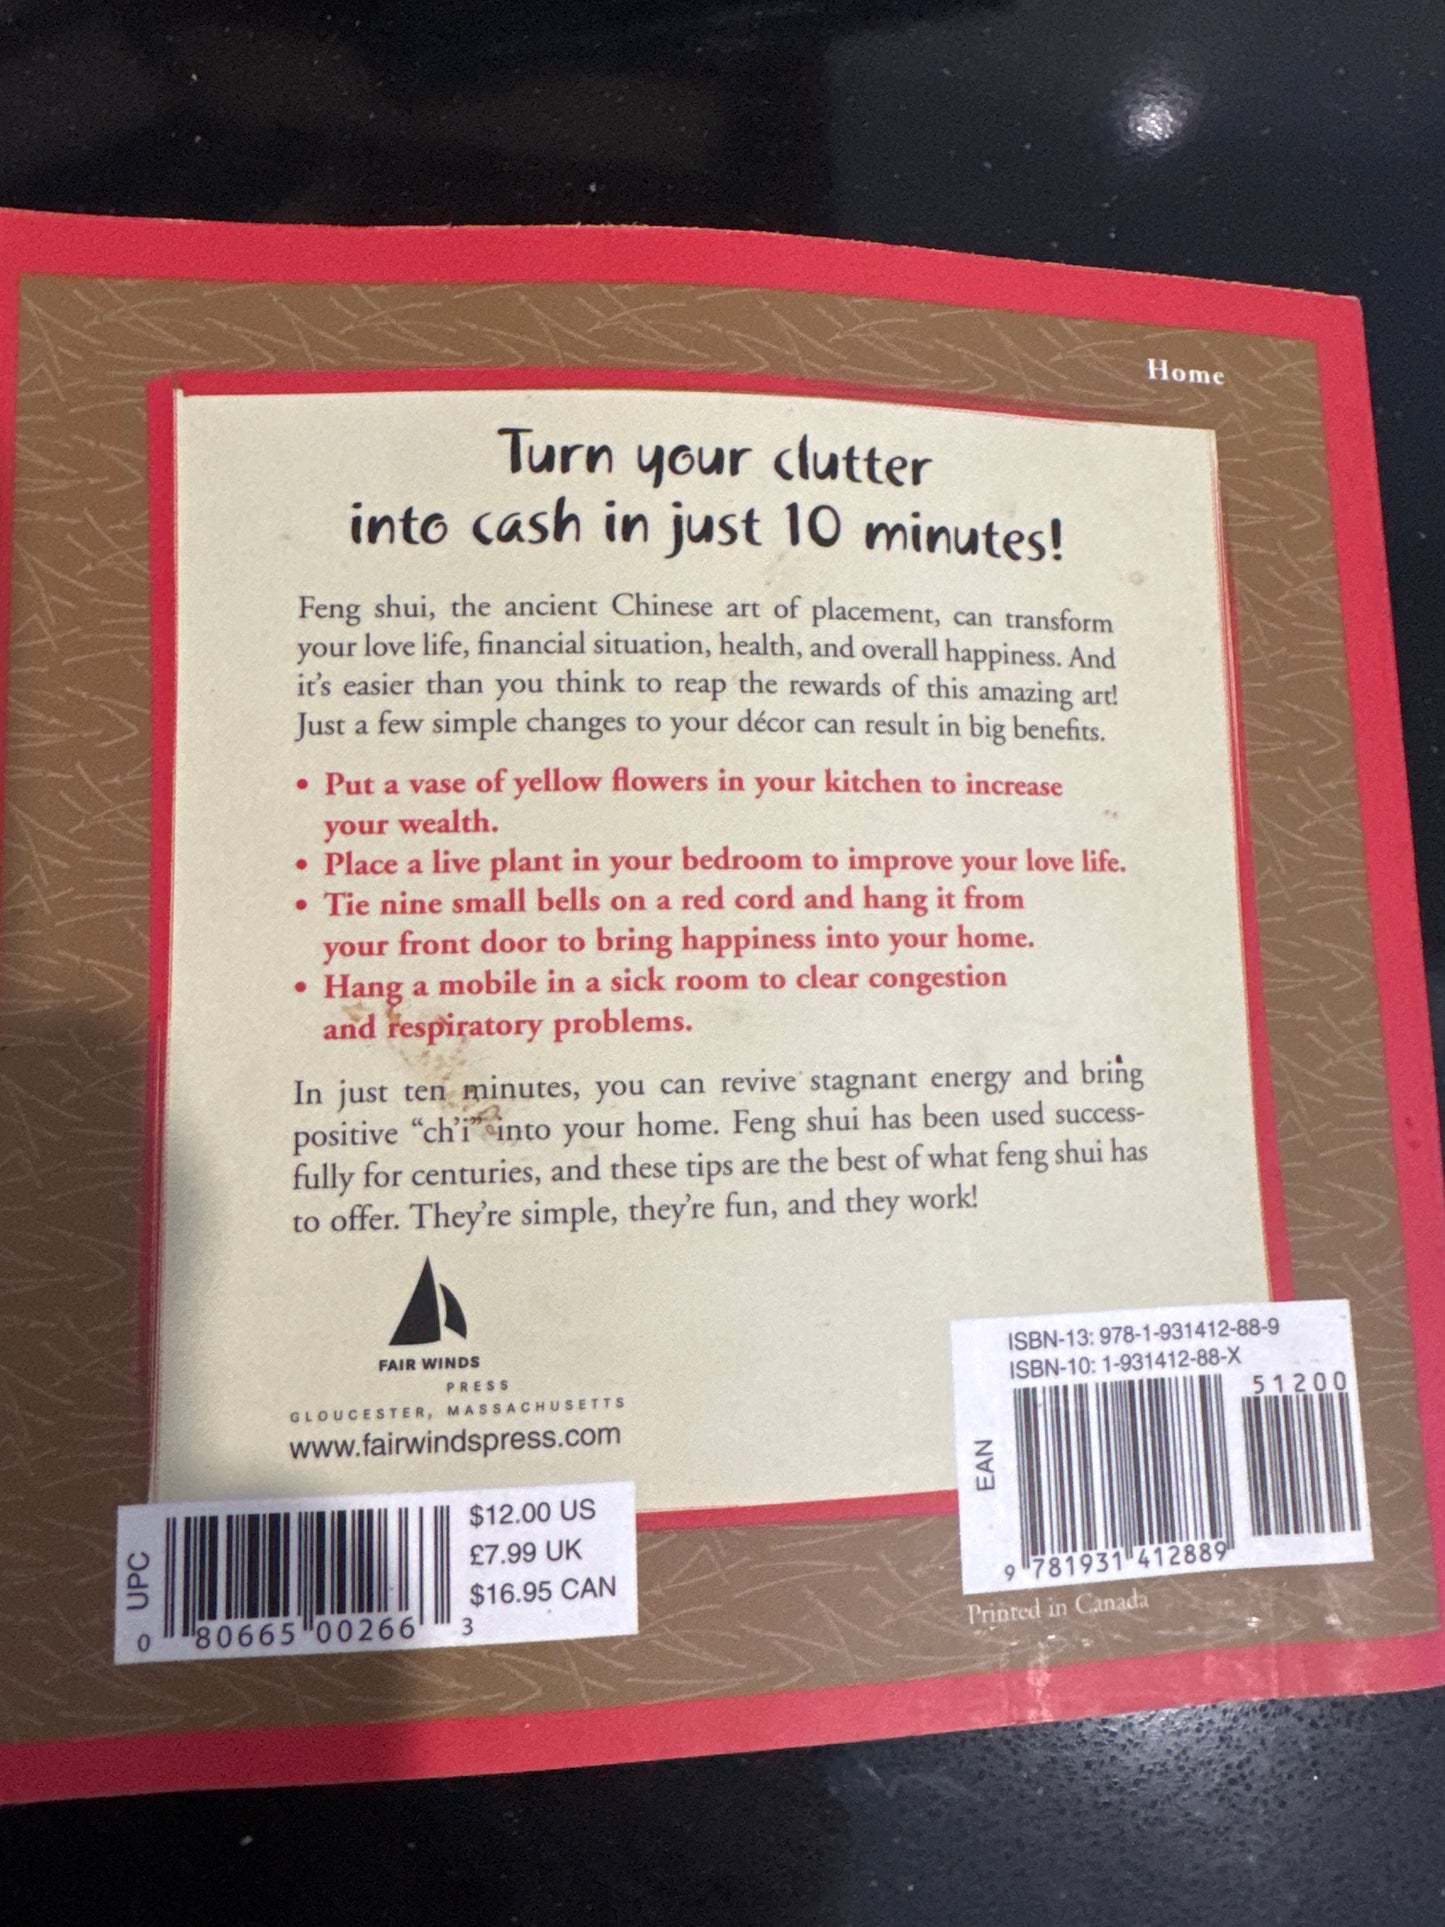 Home
Turn your clutter
into cash in just 10 minutes!
Feng shui, the ancient Chinese art of placement, can transform
your love life, financial situation, health, and overall happiness. And
it's easier than you think to reap the rewards of this amazing art!
Just a few simple changes to your décor can result in big benefits.
• Put a vase of yellow flowers in your kitchen to increase
your wealth.
• Place a live plant in your bedroom to improve your love life.
• Tie nine small bells on a red cord and hang it from
your front door to bring happiness into your home.
• Hang a mobile in a sick room to clear congestion
and respiratory problems.
In just ten minutes, you can revive stagnant energy and bring
positive "ch'i" into your home. Feng shui has been used success-
fully for centuries, and these tips are the best of what feng shui has
to offer. They're simple, they're fun, and they work!
FAIR WINDS
PRESS
GLOUCESTER, MASSACHUSETTS
www.fairwindspress.com
UPC
0 80665 00266 3
$12.00 US
£7.99 UK
$16.95 CAN
ISBN-13: 978-1-931412-88-9
ISBN-10: 1-931412-88-X
51200
EAN
9 781931 412889
Printed in Canada